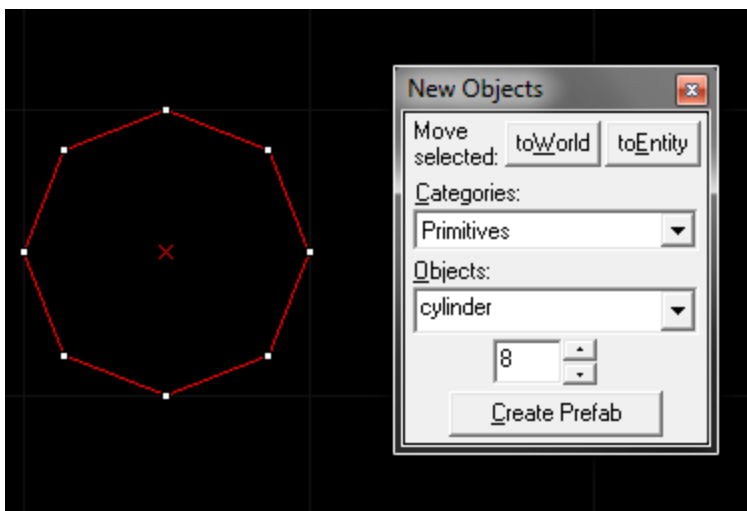 New Objects
Move
selected:
toWorld
toEntity
Categories:
Primitives
Objects:
cylinder
8
Create Prefab